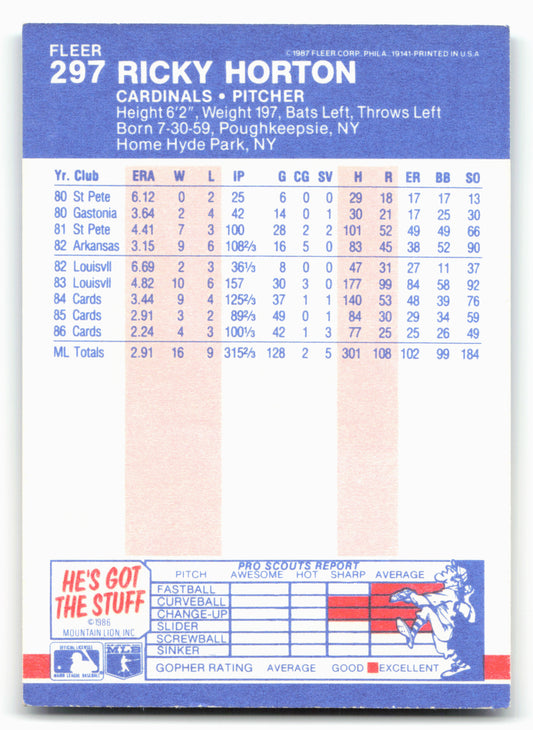 FLEER
©1987 FLEER CORP. PHILA. 19141-PRINTED IN U.S.A
297 RICKY HORTON
CARDINALS • PITCHER
Height 6'2", Weight 197, Bats Left, Throws Left
Born 7-30-59, Poughkeepsie, NY
Home Hyde Park, NY
Yr. Club ERA W L IP G CG SV H R ER BB SO
80 St Pete 6.12 0 2 25 6 0 0 29 18 17 17 13
80 Gastonia 3.64 2 4 42 14 0 1 30 21 17 25 30
81 St Pete 4.41 7 3 100 28 2 2 101 52 49 49 66
82 Arkansas 3.15 9 6 108⅔ 16 5 0 83 45 38 52 90
82 Louisvll 6.69 2 3 36⅓ 8 0 0 47 31 27 11 37
83 Louisvll 4.82 10 6 157 30 3 0 177 99 84 58 92
84 Cards 3.44 9 4 125⅔ 37 1 1 140 53 48 39 76
85 Cards 2.91 3 2 89⅔ 49 0 1 84 30 29 34 59
86 Cards 2.24 4 3 100⅓ 42 1 3 77 25 25 26 49
ML Totals 2.91 16 9 315⅔ 128 2 5 301 108 102 99 184
HE'S GOT
THE STUFF
©1986
MOUNTAIN LION, INC.
PRO SCOUTS REPORT
PITCH AWESOME HOT SHARP AVERAGE
FASTBALL
CURVEBALL
CHANGE-UP
SLIDER
SCREWBALL
SINKER
GOPHER RATING AVERAGE GOOD EXCELLENT
OFFICIAL LICENSEE
MAJOR LEAGUE BASEBALL
MLB